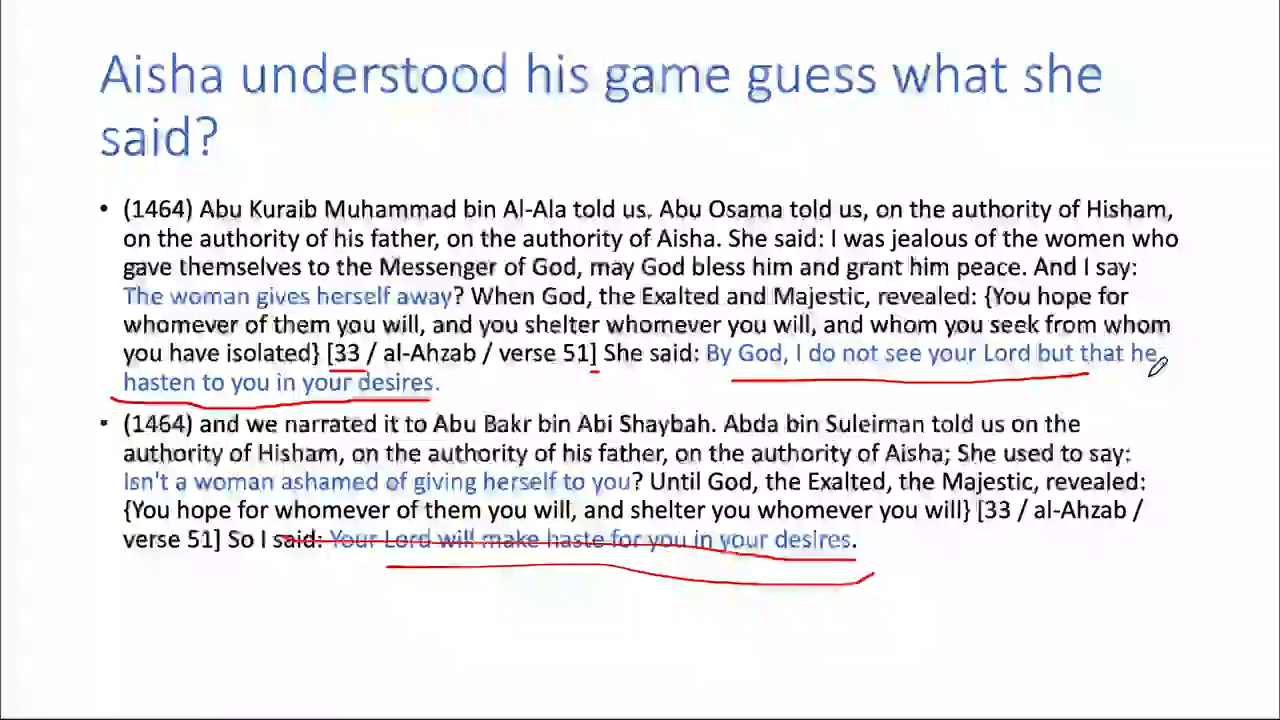 Aisha understood his game guess what she
said?
• (1464) Abu Kuraib Muhammad bin Al-Ala told us. Abu Osama told us, on the authority of Hisham,
on the authority of his father, on the authority of Aisha. She said: I was jealous of the women who
gave themselves to the Messenger of God, may God bless him and grant him peace. And I say:
The woman gives herself away? When God, the Exalted and Majestic, revealed: {You hope for
whomever of them you will, and you shelter whomever you will, and whom you seek from whom
you have isolated} [33 / al-Ahzab / verse 51] She said: By God, I do not see your Lord but that he
hasten to you in your desires.
• (1464) and we narrated it to Abu Bakr bin Abi Shaybah. Abda bin Suleiman told us on the
authority of Hisham, on the authority of his father, on the authority of Aisha; She used to say:
Isn't a woman ashamed of giving herself to you? Until God, the Exalted, the Majestic, revealed:
{You hope for whomever of them you will, and shelter you whomever you will} [33 / al-Ahzab /
verse 51] So I said: Your Lord will make haste for you in your desires.